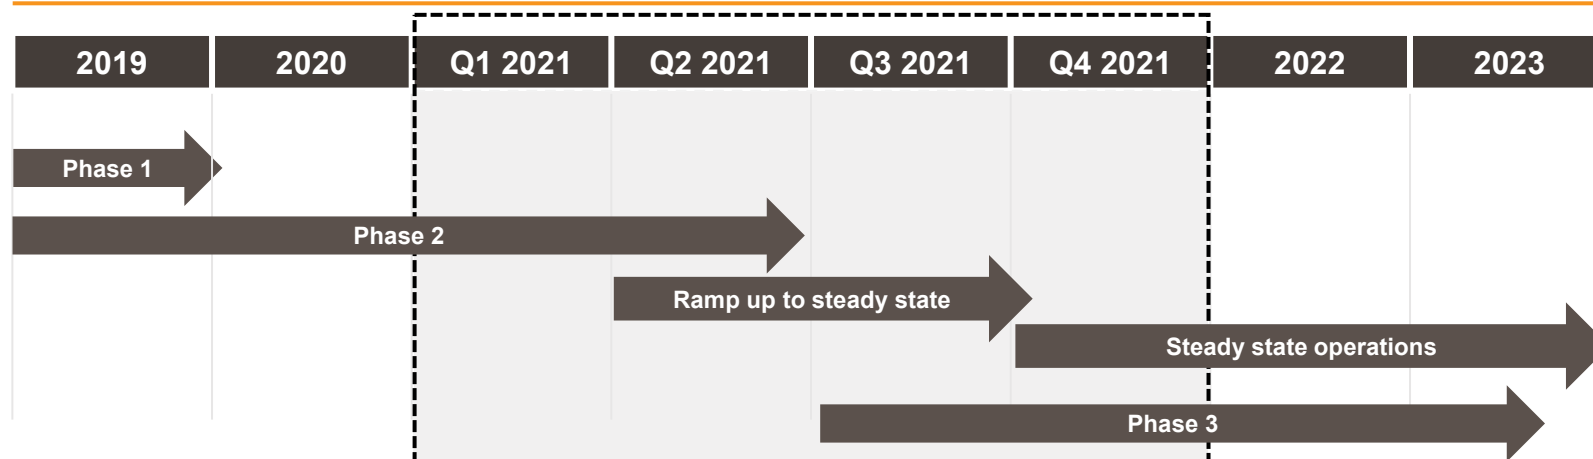 2019 2020 Q1 2021 Q2 2021 Q3 2021 Q4 2021 2022 2023
Phase 1
Phase 2
Ramp up to steady state
Steady state operations
Phase 3